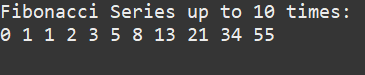 Fibonacci Series up to 10 times:
0 1 1 2 3 5 8 13 21 34 55